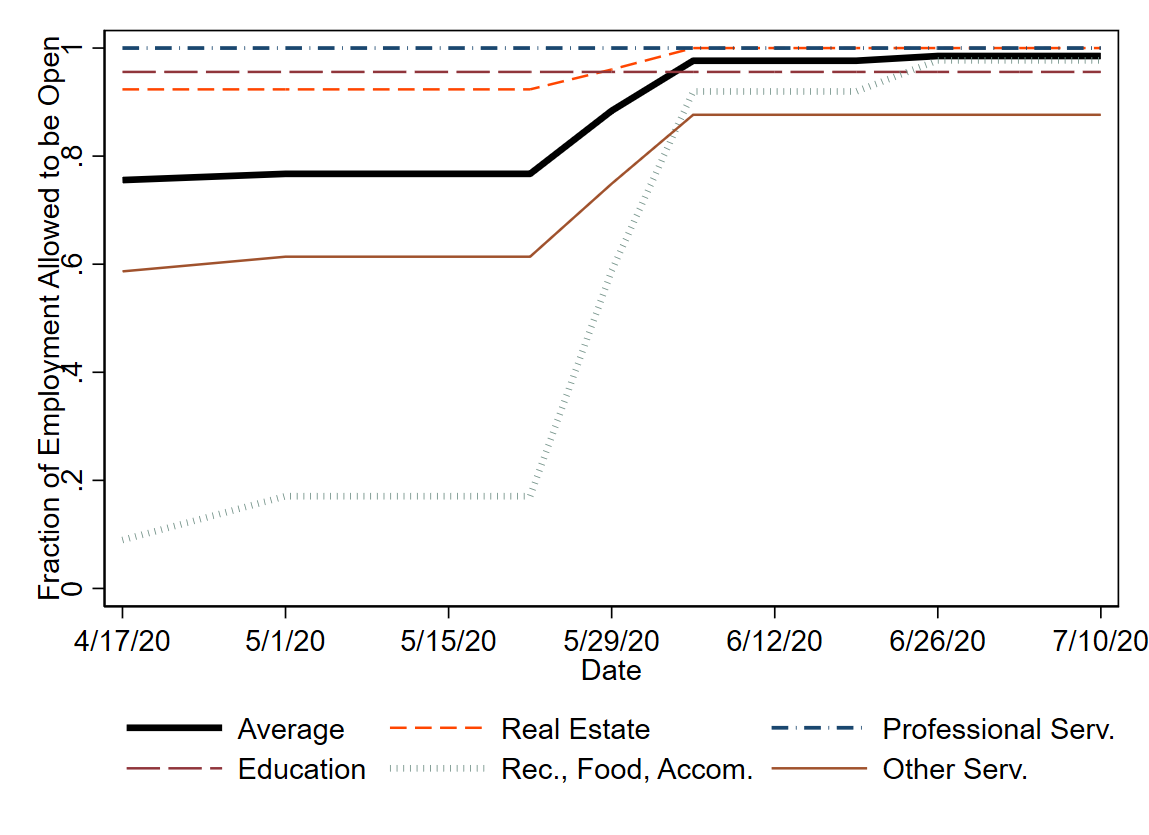 Fraction of Employment Allowed to be Open
1
.8
.6
.4
.2
0
4/17/20 5/1/20 5/15/20 5/29/20 6/12/20 6/26/20 7/10/20
Date
Average Real Estate Professional Serv.
Education Rec., Food, Accom. Other Serv.